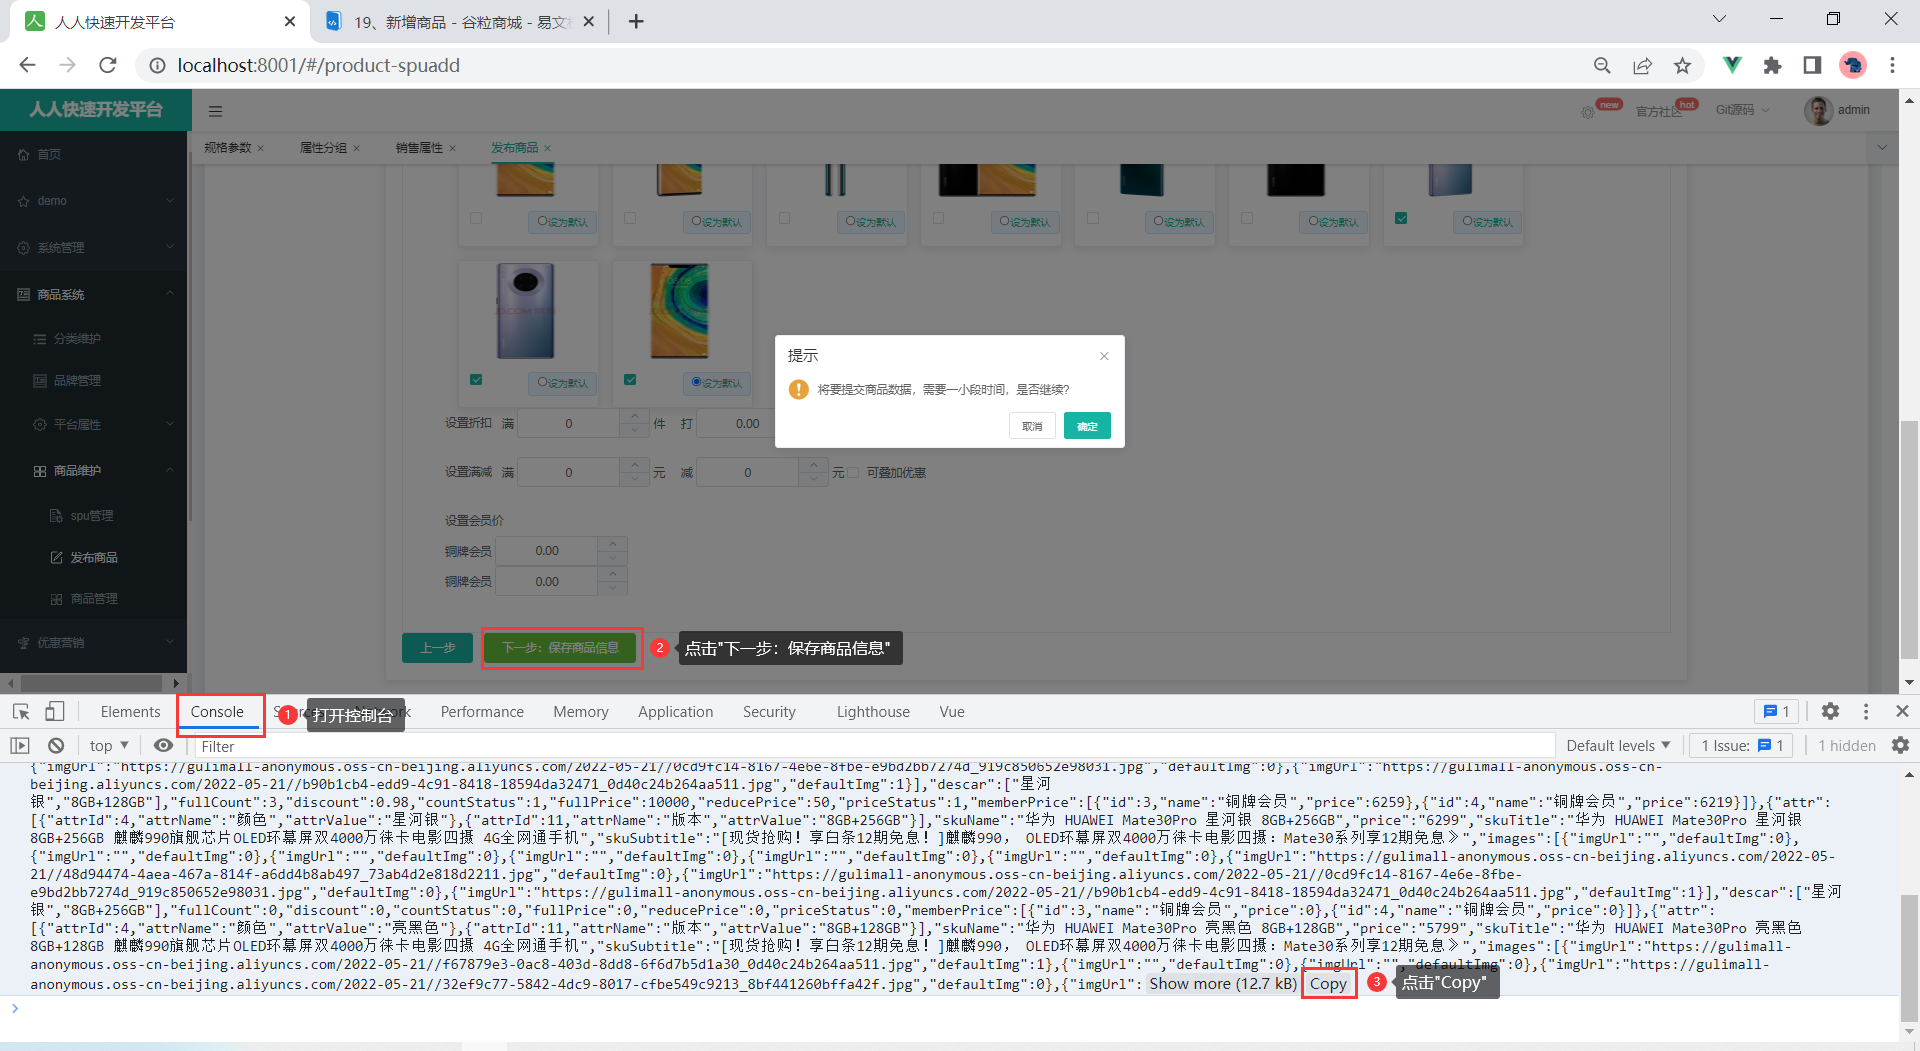 人人快速开发平台
19、新增商品 - 谷粒商城 - 易文
localhost:8001/#/product-spuadd
人人快速开发平台
new
官方社区
hot
Git源码
admin
首页
规格参数
属性分组
销售属性
发布商品
demo
系统管理
商品系统
分类维护
品牌管理
平台属性
商品维护
spu管理
发布商品
商品管理
优惠营销
设为默认
设为默认
设为默认
设为默认
设为默认
设为默认
设为默认
设为默认
设为默认
提示
将要提交商品数据，需要一小段时间，是否继续?
取消
确定
设置折扣 满 0 件 打 0.00
设置满减 满 0 元 减 0 元 可叠加优惠
设置会员价
铜牌会员 0.00
铜牌会员 0.00
上一步
下一步：保存商品信息
2
点击"下一步：保存商品信息"
Elements
Console
1
打开控制台
Performance
Memory
Application
Security
Lighthouse
Vue
1
top
Filter
Default levels
1 Issue: 1
1 hidden
{"imgUrl":"https://gulimall-anonymous.oss-cn-beijing.aliyuncs.com/2022-05-21//0cd9fc14-8167-4e6e-8fbe-e9bd2bb7274d_919c850652e98031.jpg","defaultImg":0},{"imgUrl":"https://gulimall-anonymous.oss-cn-
beijing.aliyuncs.com/2022-05-21//b90b1cb4-edd9-4c91-8418-18594da32471_0d40c24b264aa511.jpg","defaultImg":1}],"descar":["星河
银","8GB+128GB"],"fullCount":3,"discount":0.98,"countStatus":1,"fullPrice":10000,"reducePrice":50,"priceStatus":1,"memberPrice":[{"id":3,"name":"铜牌会员","price":6259},{"id":4,"name":"铜牌会员","price":6219}]},{"attr":
[{"attrId":4,"attrName":"颜色","attrValue":"星河银"},{"attrId":11,"attrName":"版本","attrValue":"8GB+256GB"}],"skuName":"华为 HUAWEI Mate30Pro 星河银 8GB+256GB","price":"6299","skuTitle":"华为 HUAWEI Mate30Pro 星河银
8GB+256GB 麒麟990旗舰芯片OLED环幕屏双4000万徕卡电影四摄 4G全网通手机","skuSubtitle":"[现货抢购！享白条12期免息！]麒麟990， OLED环幕屏双4000万徕卡电影四摄：Mate30系列享12期免息》","images":[{"imgUrl":"","defaultImg":0},
{"imgUrl":"","defaultImg":0},{"imgUrl":"","defaultImg":0},{"imgUrl":"","defaultImg":0},{"imgUrl":"","defaultImg":0},{"imgUrl":"","defaultImg":0},{"imgUrl":"https://gulimall-anonymous.oss-cn-beijing.aliyuncs.com/2022-05-
21//48d94474-4aea-467a-814f-a6dd4b8ab497_73ab4d2e818d2211.jpg","defaultImg":0},{"imgUrl":"https://gulimall-anonymous.oss-cn-beijing.aliyuncs.com/2022-05-21//0cd9fc14-8167-4e6e-8fbe-
e9bd2bb7274d_919c850652e98031.jpg","defaultImg":0},{"imgUrl":"https://gulimall-anonymous.oss-cn-beijing.aliyuncs.com/2022-05-21//b90b1cb4-edd9-4c91-8418-18594da32471_0d40c24b264aa511.jpg","defaultImg":1}],"descar":["星河
银","8GB+256GB"],"fullCount":0,"discount":0,"countStatus":0,"fullPrice":0,"reducePrice":0,"priceStatus":0,"memberPrice":[{"id":3,"name":"铜牌会员","price":0},{"id":4,"name":"铜牌会员","price":0}]},{"attr":
[{"attrId":4,"attrName":"颜色","attrValue":"亮黑色"},{"attrId":11,"attrName":"版本","attrValue":"8GB+128GB"}],"skuName":"华为 HUAWEI Mate30Pro 亮黑色 8GB+128GB","price":"5799","skuTitle":"华为 HUAWEI Mate30Pro 亮黑色
8GB+128GB 麒麟990旗舰芯片OLED环幕屏双4000万徕卡电影四摄 4G全网通手机","skuSubtitle":"[现货抢购！享白条12期免息！]麒麟990， OLED环幕屏双4000万徕卡电影四摄：Mate30系列享12期免息》","images":[{"imgUrl":"https://gulimall-
anonymous.oss-cn-beijing.aliyuncs.com/2022-05-21//f67879e3-0ac8-403d-8dd8-6f6d7b5d1a30_0d40c24b264aa511.jpg","defaultImg":1},{"imgUrl":"","defaultImg":0},{"imgUrl":"","defaultImg":0},{"imgUrl":"https://gulimall-
anonymous.oss-cn-beijing.aliyuncs.com/2022-05-21//32ef9c77-5842-4dc9-8017-cfbe549c9213_8bf441260bffa42f.jpg","defaultImg":0},{"imgUrl": Show more (12.7 kB) Copy
3
点击"Copy"